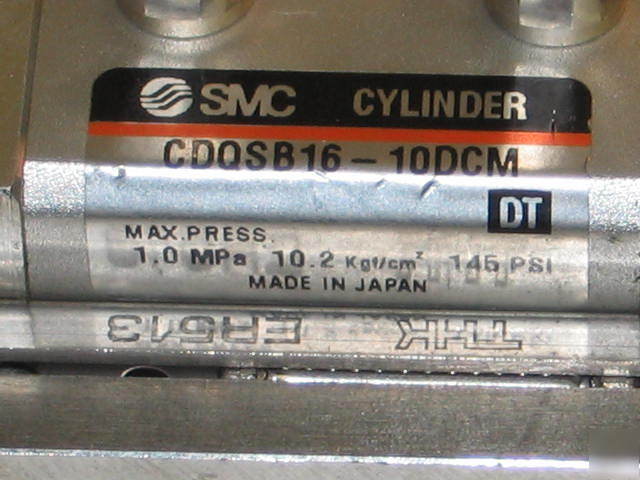 SMC CYLINDER
CDQSB16-10DCM
DT
MAX.PRESS.
1.0 MPa 10.2 Kgf/cm² 145 PSI
MADE IN JAPAN
THK ER513